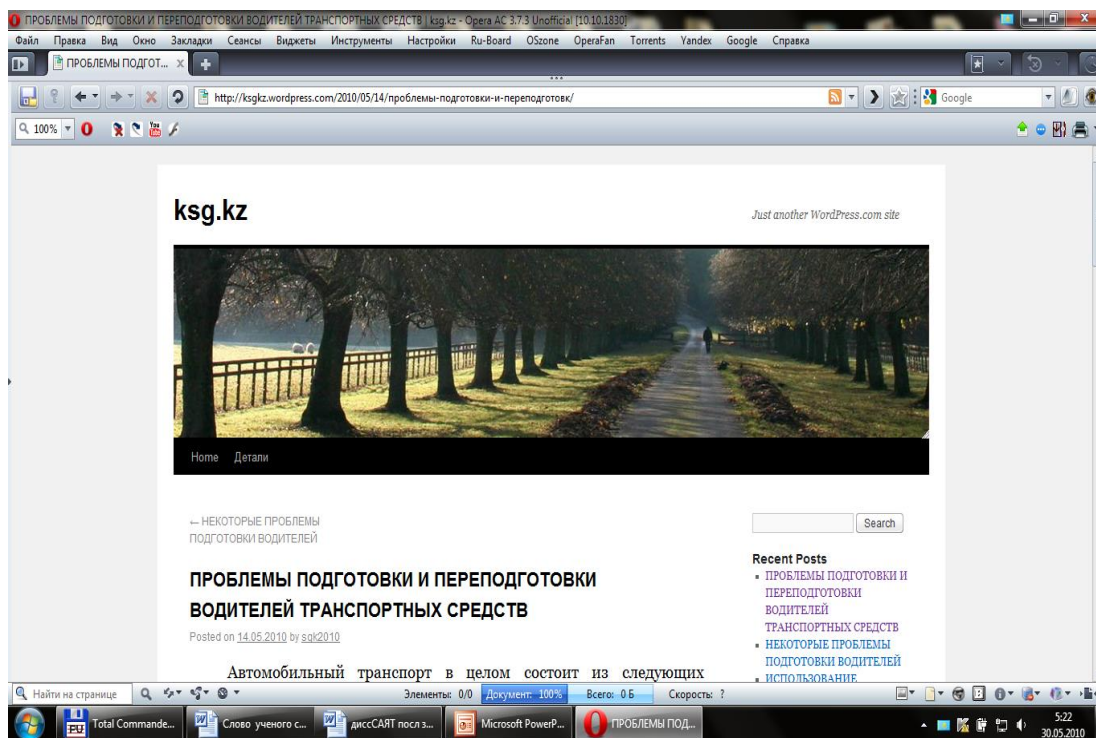 ПРОБЛЕМЫ ПОДГОТОВКИ И ПЕРЕПОДГОТОВКИ ВОДИТЕЛЕЙ ТРАНСПОРТНЫХ СРЕДСТВ | ksg.kz - Opera AC 3.7.3 Unofficial [10.10.1830]
Файл Правка Вид Окно Закладки Сеансы Виджеты Инструменты Настройки Ru-Board OSzone OperaFan Torrents Yandex Google Справка
ПРОБЛЕМЫ ПОДГОТ...
http://ksgkz.wordpress.com/2010/05/14/проблемы-подготовки-и-переподготовк/
Google
100%
You Tube
ksg.kz
Just another WordPress.com site
Home Детали
← НЕКОТОРЫЕ ПРОБЛЕМЫ
ПОДГОТОВКИ ВОДИТЕЛЕЙ
ПРОБЛЕМЫ ПОДГОТОВКИ И ПЕРЕПОДГОТОВКИ
ВОДИТЕЛЕЙ ТРАНСПОРТНЫХ СРЕДСТВ
Posted on 14.05.2010 by sgk2010
Автомобильный транспорт в целом состоит из следующих
Search
Recent Posts
ПРОБЛЕМЫ ПОДГОТОВКИ И
ПЕРЕПОДГОТОВКИ
ВОДИТЕЛЕЙ
ТРАНСПОРТНЫХ СРЕДСТВ
НЕКОТОРЫЕ ПРОБЛЕМЫ
ПОДГОТОВКИ ВОДИТЕЛЕЙ
ИСПОЛЬЗОВАНИЕ
Найти на странице
Элементы: 0/0 Документ: 100% Всего: 0 Б Скорость: ?
Total Commande... Слово ученого с... диссСАЯТ посл з... Microsoft PowerP... ПРОБЛЕМЫ ПОД...
5:22
30.05.2010